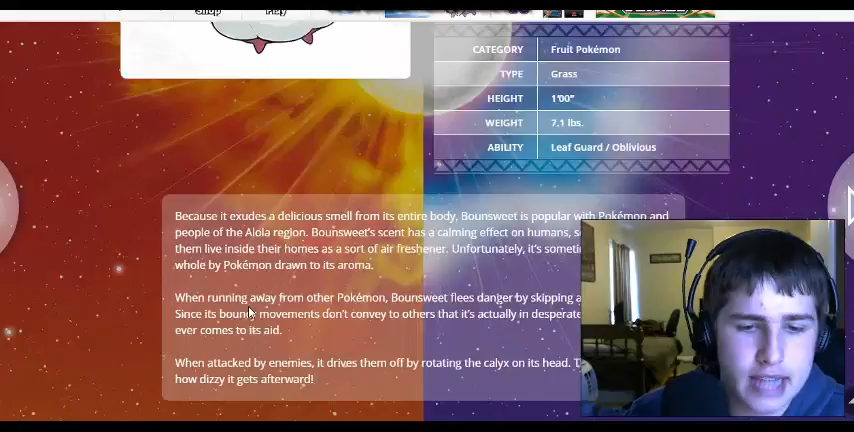 CATEGORY Fruit Pokémon
TYPE Grass
HEIGHT 1'00"
WEIGHT 7.1 lbs.
ABILITY Leaf Guard / Oblivious
Because it exudes a delicious smell from its entire body, Bounsweet is popular with Pokémon and
people of the Alola region. Bounsweet's scent has a calming effect on humans, s
them live inside their homes as a sort of air freshener. Unfortunately, it's
whole by Pokémon drawn to its aroma.
When running away from other Pokémon, Bounsweet flees danger by skipping a
Since its movements don't convey to others that it's actually in
ever comes to its aid.
When attacked by enemies, it drives them off by rotating the calyx on its head. T
how dizzy it gets afterward!